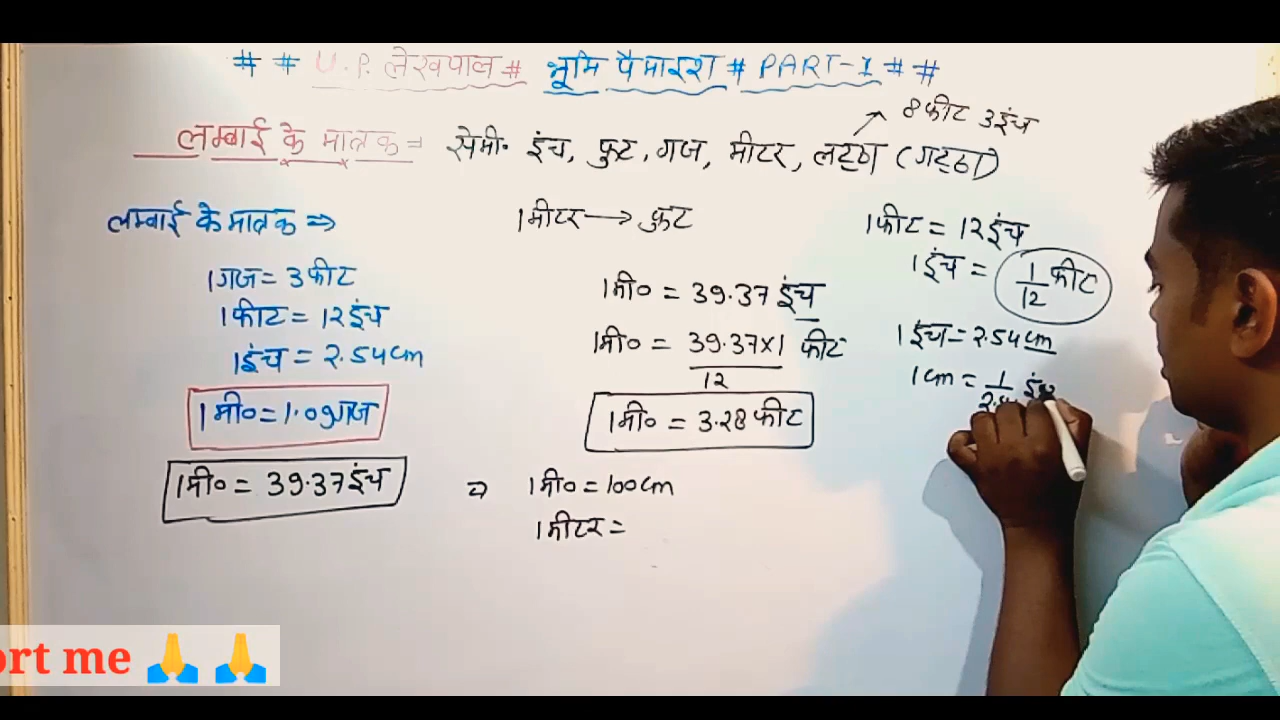 # # U.P. लेखपाल # भूमि पैमाइश # PART-1 # #
8 फीट 3 इंच
लम्बाई के मात्रक = सेमी. इंच, फुट, गज, मीटर, लट्ठा (गट्ठा)
लम्बाई के मात्रक ⇒
1 गज = 3 फीट
1 फीट = 12 इंच
1 इंच = 2.54 cm
1 मी० = 1.09 गज
1 मी० = 39.37 इंच
1 मीटर → फुट
1 मी० = 39.37 इंच
1 मी० = 39.37×1/12 फीट
1 मी० = 3.28 फीट
⇒ 1 मी० = 100 cm
1 मीटर =
1 फीट = 12 इंच
1 इंच = 1/12 फीट
1 इंच = 2.54 cm
1 cm =
ort me 🙏 🙏